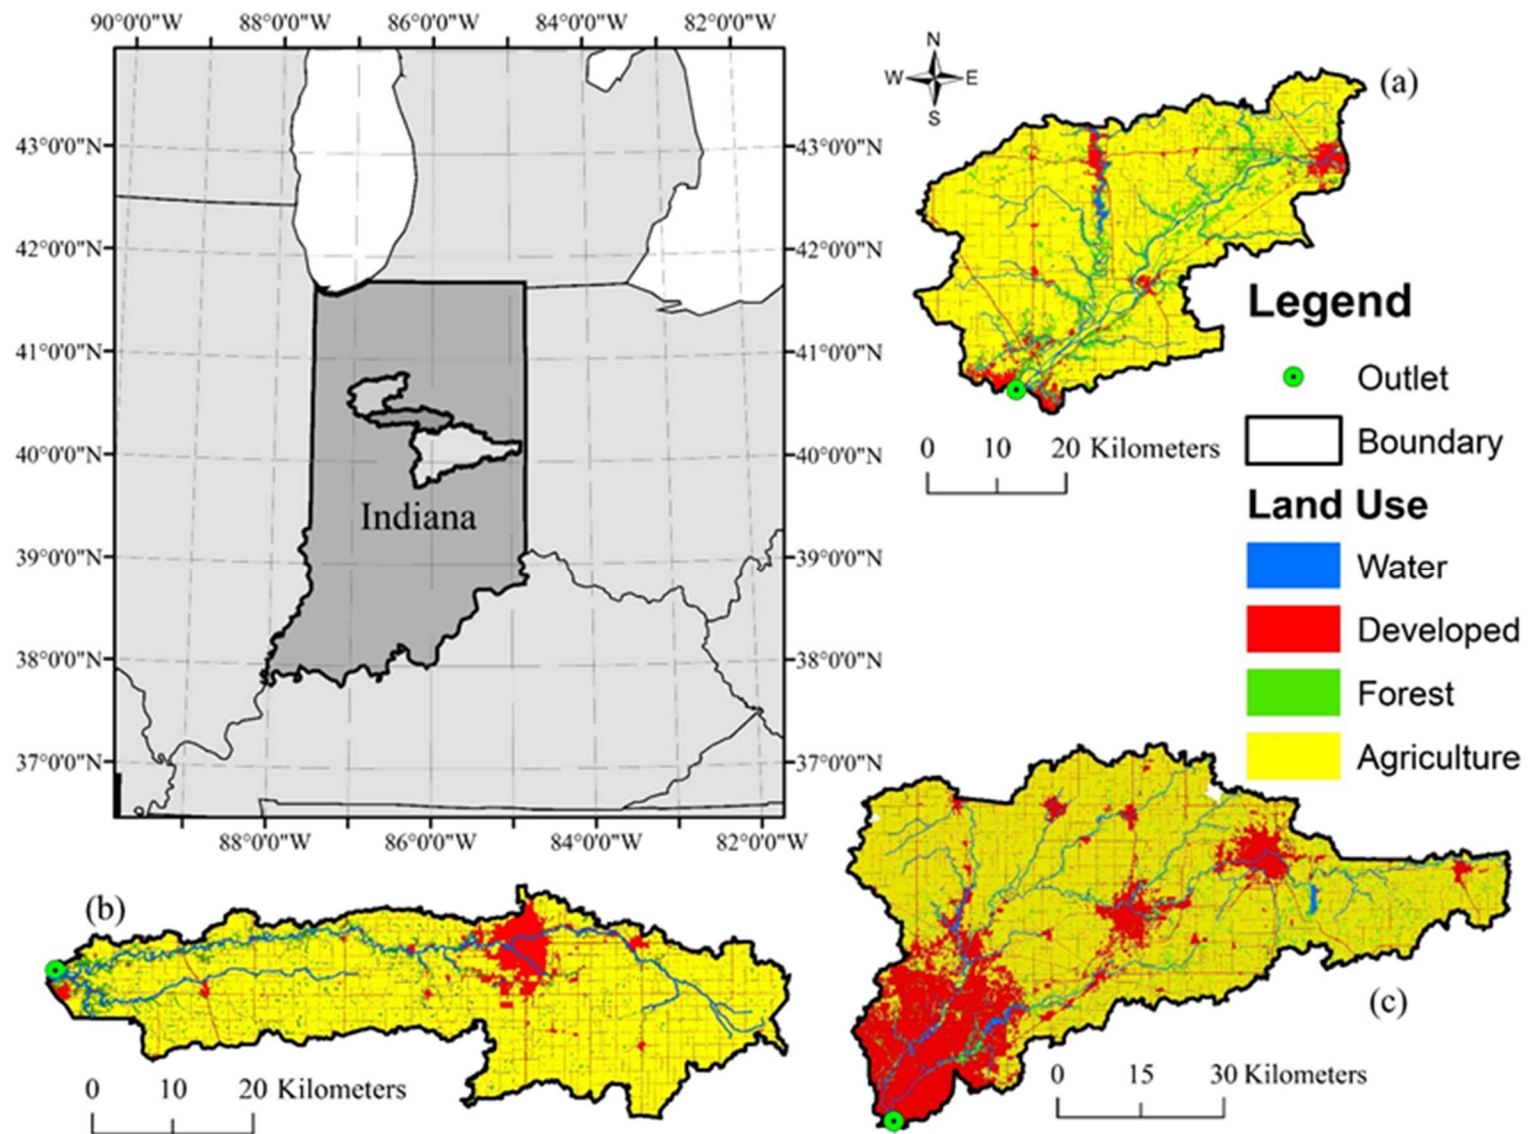 90°0'0"W 88°0'0"W 86°0'0"W 84°0'0"W 82°0'0"W
43°0'0"N 43°0'0"N
42°0'0"N 42°0'0"N
41°0'0"N 41°0'0"N
40°0'0"N 40°0'0"N
Indiana
39°0'0"N 39°0'0"N
38°0'0"N 38°0'0"N
37°0'0"N 37°0'0"N
88°0'0"W 86°0'0"W 84°0'0"W 82°0'0"W
N
W E
S
(a)
0 10 20 Kilometers
Legend
Outlet
Boundary
Land Use
Water
Developed
Forest
Agriculture
(b)
0 10 20 Kilometers
(c)
0 15 30 Kilometers